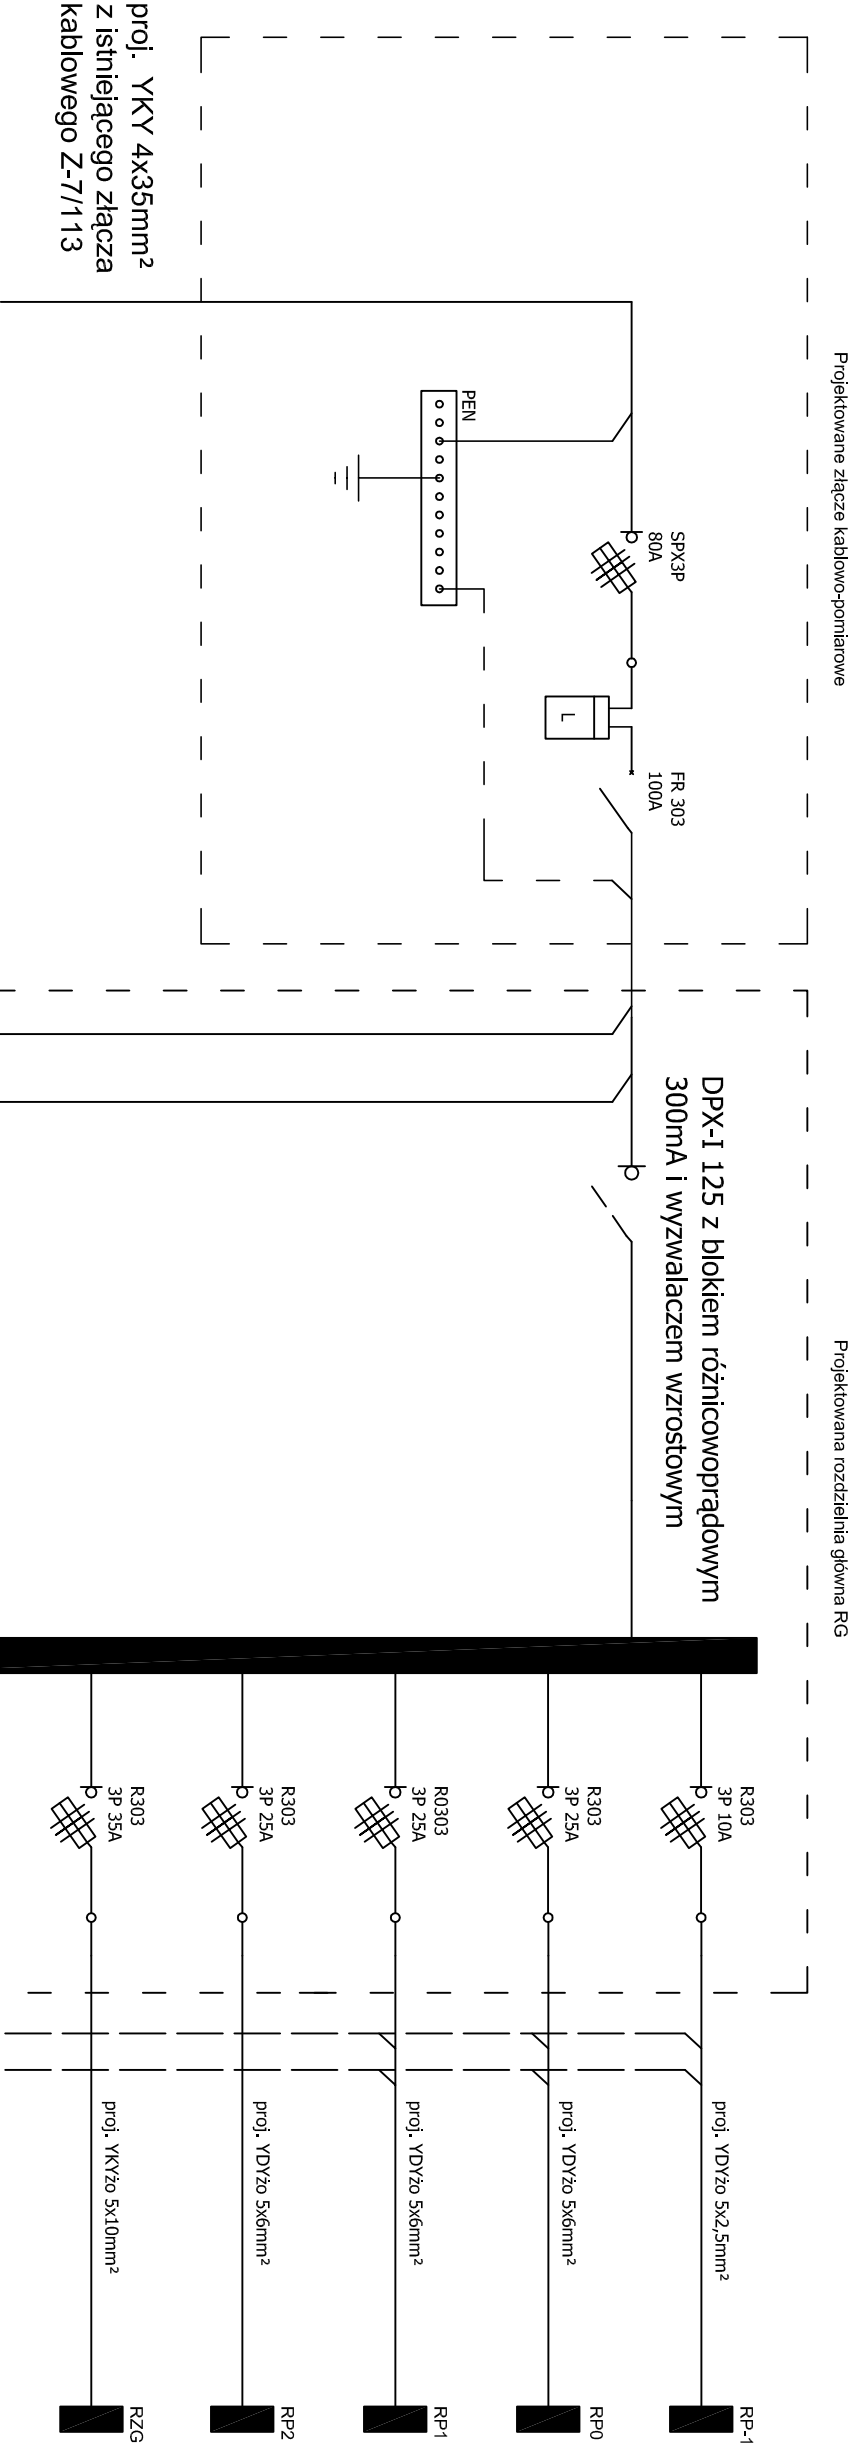 Projektowane złącze kablowo-pomiarowe
proj. YKY 4x35mm²
z istniejącego złącza
kablowego Z-7/113
PEN
SPX3P
80A
L
FR 303
100A
Projektowana rozdzielnia główna RG
DPX-I 125 z blokiem różnicowoprądowym
300mA i wyzwalaczem wzrostowym
R303
3P 10A
proj. YDYżo 5x2,5mm²
RP-1
R303
3P 25A
proj. YDYżo 5x6mm²
RP0
R0303
3P 25A
proj. YDYżo 5x6mm²
RP1
R303
3P 25A
proj. YDYżo 5x6mm²
RP2
R303
3P 35A
proj. YKYżo 5x10mm²
RZG